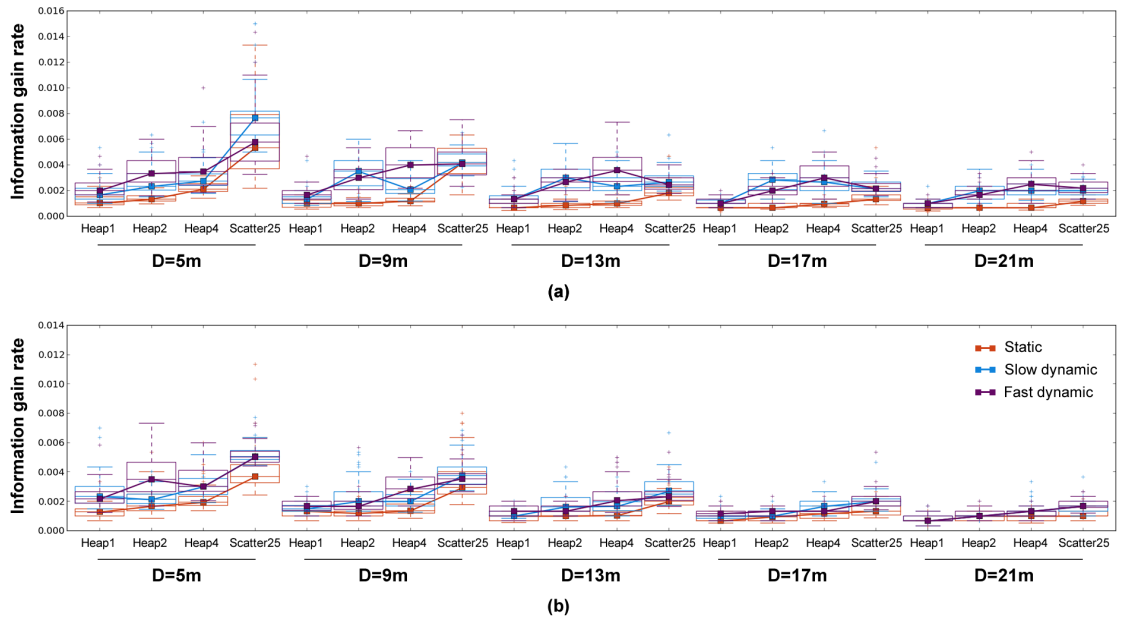 Information gain rate
0.016
0.014
0.012
0.010
0.008
0.006
0.004
0.002
0.000
Heap1 Heap2 Heap4 Scatter25 Heap1 Heap2 Heap4 Scatter25 Heap1 Heap2 Heap4 Scatter25 Heap1 Heap2 Heap4 Scatter25 Heap1 Heap2 Heap4 Scatter25
D=5m D=9m D=13m D=17m D=21m
(a)
Information gain rate
0.014
0.012
0.010
0.008
0.006
0.004
0.002
0.000
Static
Slow dynamic
Fast dynamic
Heap1 Heap2 Heap4 Scatter25 Heap1 Heap2 Heap4 Scatter25 Heap1 Heap2 Heap4 Scatter25 Heap1 Heap2 Heap4 Scatter25 Heap1 Heap2 Heap4 Scatter25
D=5m D=9m D=13m D=17m D=21m
(b)